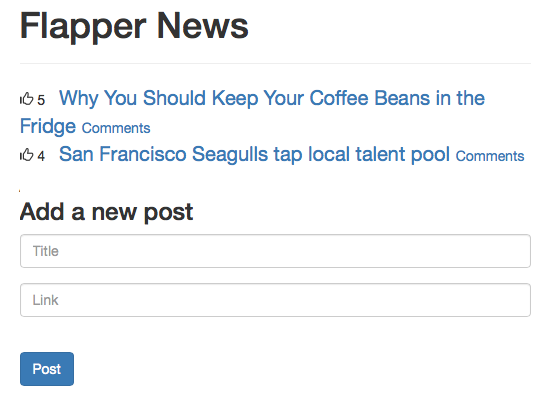 Flapper News
5 Why You Should Keep Your Coffee Beans in the
Fridge Comments
4 San Francisco Seagulls tap local talent pool Comments
Add a new post
Title
Link
Post